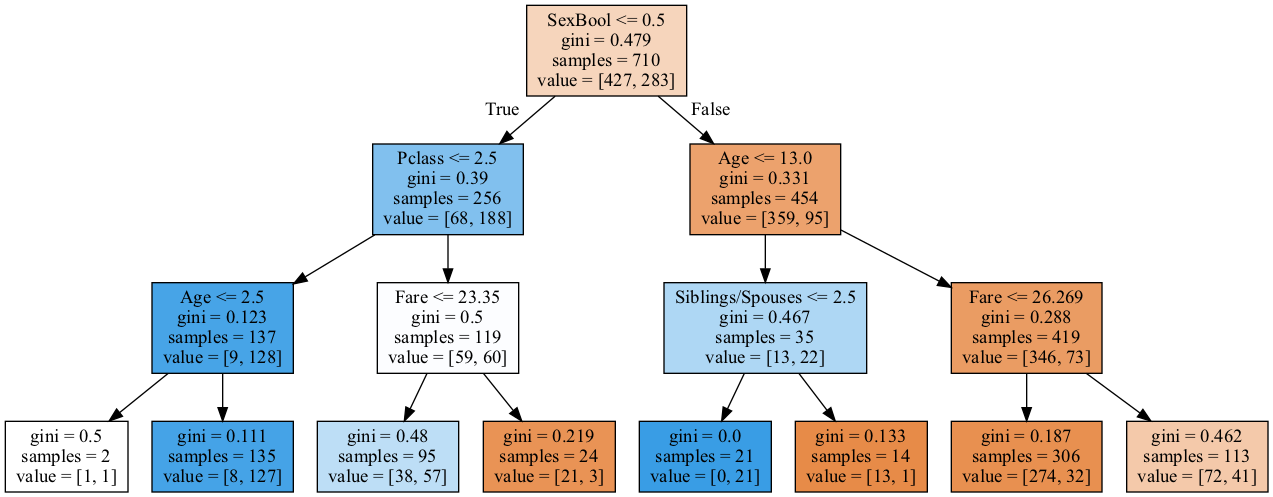 SexBool <= 0.5
gini = 0.479
samples = 710
value = [427, 283]
True
False
Pclass <= 2.5
gini = 0.39
samples = 256
value = [68, 188]
Age <= 13.0
gini = 0.331
samples = 454
value = [359, 95]
Age <= 2.5
gini = 0.123
samples = 137
value = [9, 128]
Fare <= 23.35
gini = 0.5
samples = 119
value = [59, 60]
Siblings/Spouses <= 2.5
gini = 0.467
samples = 35
value = [13, 22]
Fare <= 26.269
gini = 0.288
samples = 419
value = [346, 73]
gini = 0.5
samples = 2
value = [1, 1]
gini = 0.111
samples = 135
value = [8, 127]
gini = 0.48
samples = 95
value = [38, 57]
gini = 0.219
samples = 24
value = [21, 3]
gini = 0.0
samples = 21
value = [0, 21]
gini = 0.133
samples = 14
value = [13, 1]
gini = 0.187
samples = 306
value = [274, 32]
gini = 0.462
samples = 113
value = [72, 41]